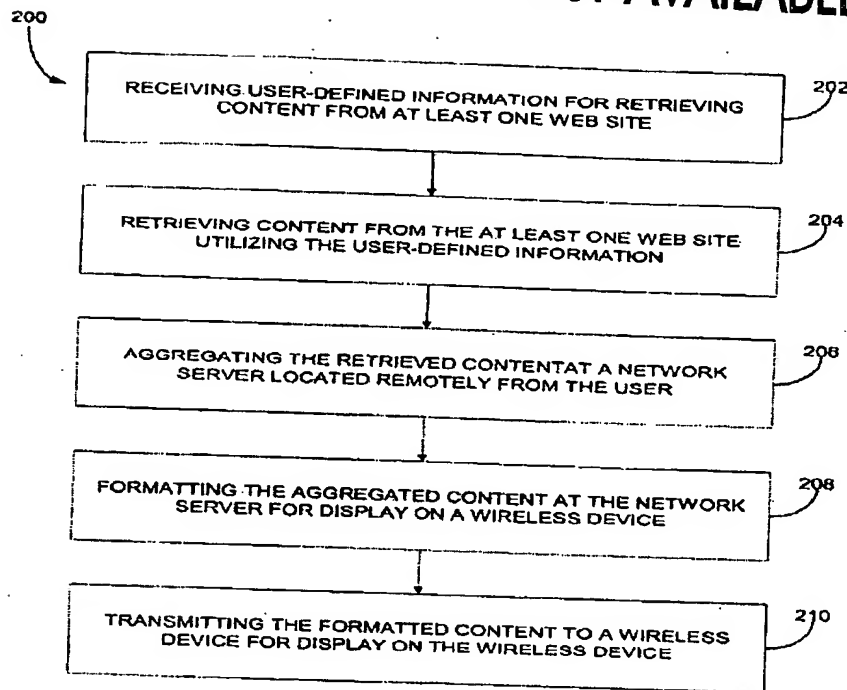 AVAILABLE
200
RECEIVING USER-DEFINED INFORMATION FOR RETRIEVING
CONTENT FROM AT LEAST ONE WEB SITE
202
RETRIEVING CONTENT FROM THE AT LEAST ONE WEB SITE
UTILIZING THE USER-DEFINED INFORMATION
204
AGGREGATING THE RETRIEVED CONTENTAT A NETWORK
SERVER LOCATED REMOTELY FROM THE USER
206
FORMATTING THE AGGREGATED CONTENT AT THE NETWORK
SERVER FOR DISPLAY ON A WIRELESS DEVICE
208
TRANSMITTING THE FORMATTED CONTENT TO A WIRELESS
DEVICE FOR DISPLAY ON THE WIRELESS DEVICE
210